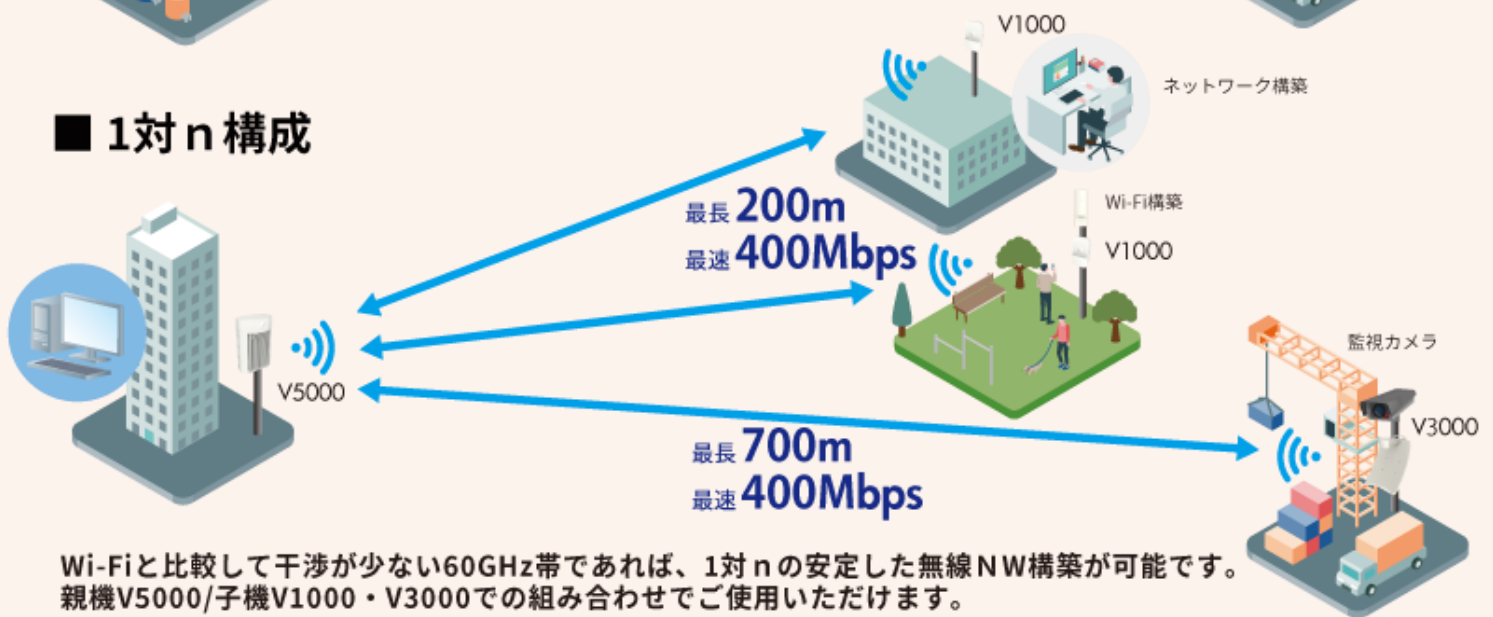 V1000
ネットワーク構築
■ 1対ｎ構成
最長 200m
最速 400Mbps
Wi-Fi構築
V1000
監視カメラ
V5000
V3000
最長 700m
最速 400Mbps
Wi-Fiと比較して干渉が少ない60GHz帯であれば、1対ｎの安定した無線ＮＷ構築が可能です。
親機V5000/子機V1000・V3000での組み合わせでご使用いただけます。